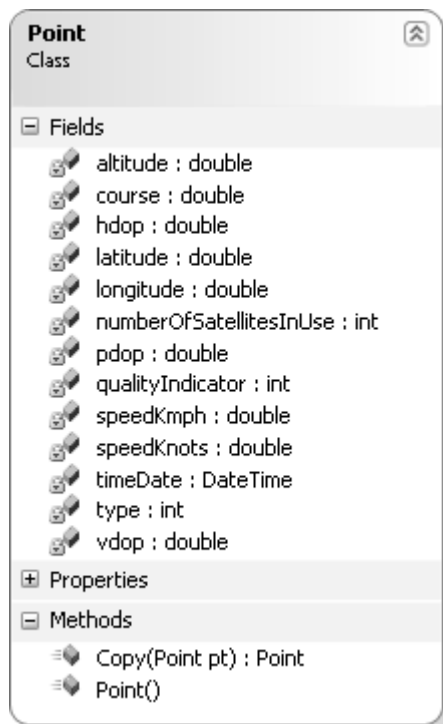 Point
Class
Fields
altitude : double
course : double
hdop : double
latitude : double
longitude : double
numberOfSatellitesInUse : int
pdop : double
qualityIndicator : int
speedKmph : double
speedKnots : double
timeDate : DateTime
type : int
vdop : double
Properties
Methods
Copy(Point pt) : Point
Point()